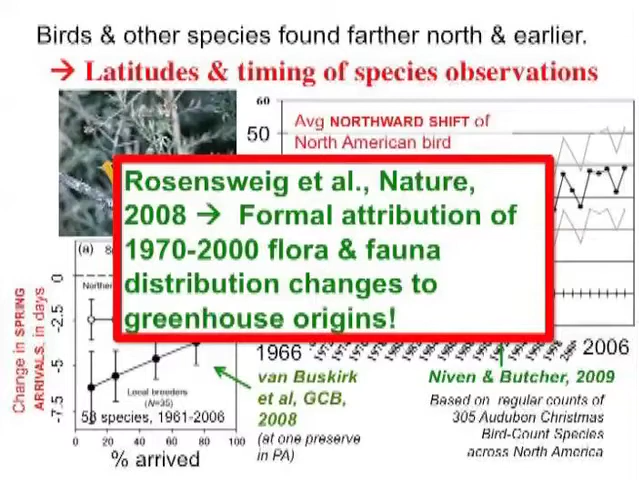 Birds & other species found farther north & earlier.
→ Latitudes & timing of species observations
60
Avg NORTHWARD SHIFT of
North American bird
50
Rosensweig et al., Nature,
2008 → Formal attribution of
1970-2000 flora & fauna
distribution changes to
greenhouse origins!
(a)
Change in SPRING
ARRIVALS, in days
0
-2.5
-5
-7.5
Local breeders
(N=35)
58 species, 1961-2006
0 20 40 60 80 100
% arrived
1966
2006
van Buskirk
et al, GCB,
2008
(at one preserve
in PA)
Niven & Butcher, 2009
Based on regular counts of
305 Audubon Christmas
Bird-Count Species
across North America